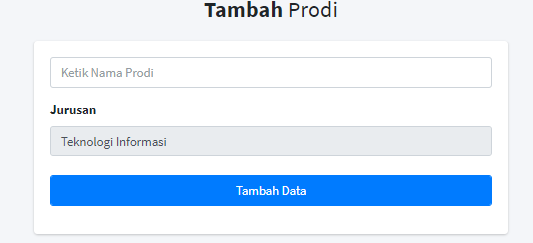 Tambah Prodi
Ketik Nama Prodi
Jurusan
Teknologi Informasi
Tambah Data